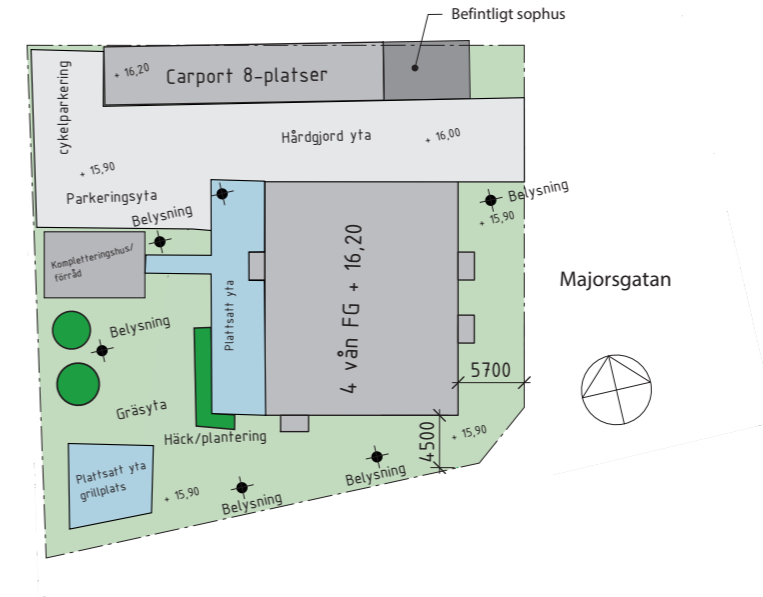 Befintligt sophus
cykelparkering
+ 16,20
Carport 8-platser
Hårdgjord yta
+ 16,00
+ 15,90
Parkeringsyta
Belysning
Belysning
+ 15,90
Kompletteringshus/
förråd
Plattsatt yta
4 vån FG + 16,20
Majorsgatan
Belysning
5700
Gräsyta
Häck/plantering
4500
+ 15,90
Plattsatt yta
grillplats
+ 15,90
Belysning
Belysning